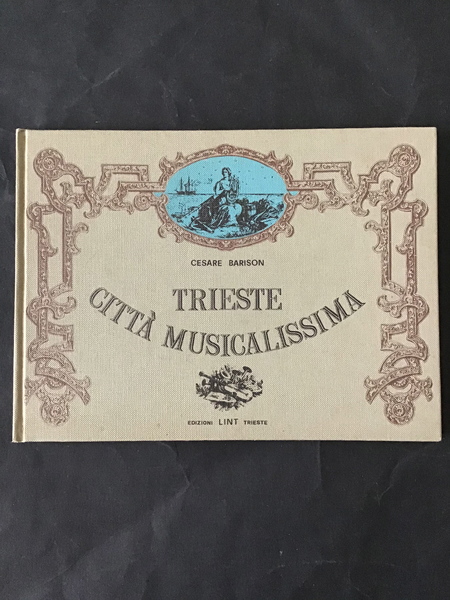 CESARE BARISON
TRIESTE
CITTÀ MUSICALISSIMA
EDIZIONI LINT TRIESTE